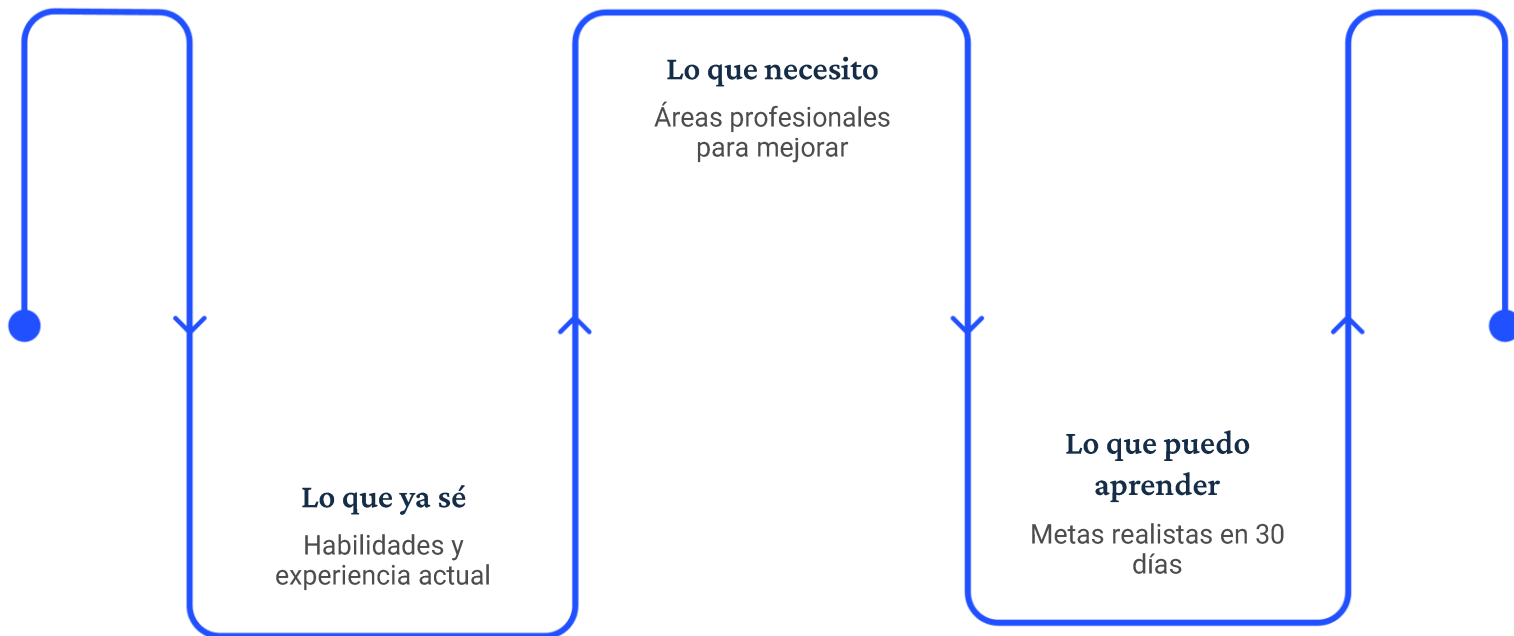 Lo que ya sé
Habilidades y
experiencia actual
Lo que necesito
Áreas profesionales
para mejorar
Lo que puedo
aprender
Metas realistas en 30
días